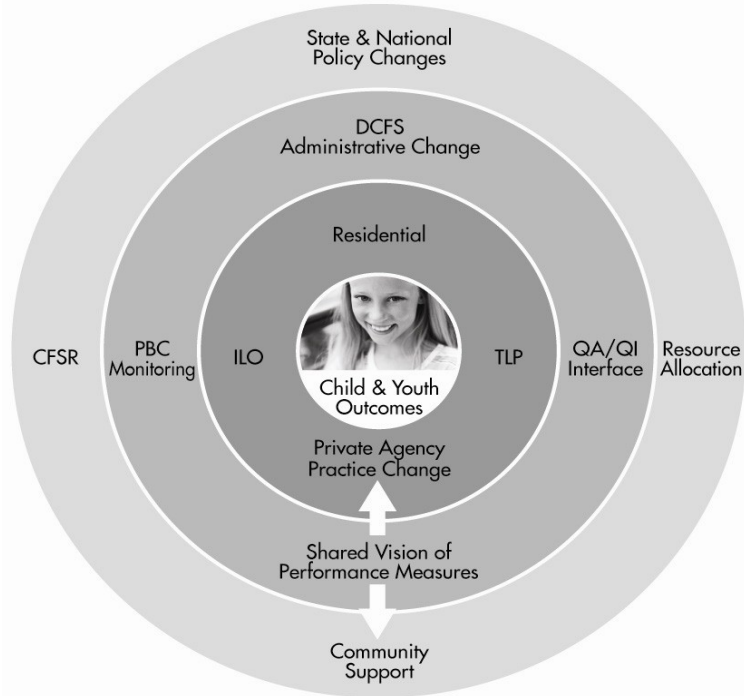 State & National
Policy Changes
DCFS
Administrative Change
Residential
CFSR
PBC
Monitoring
ILO
TLP
QA/QI
Interface
Resource
Allocation
Child & Youth
Outcomes
Private Agency
Practice Change
Shared Vision of
Performance Measures
Community
Support